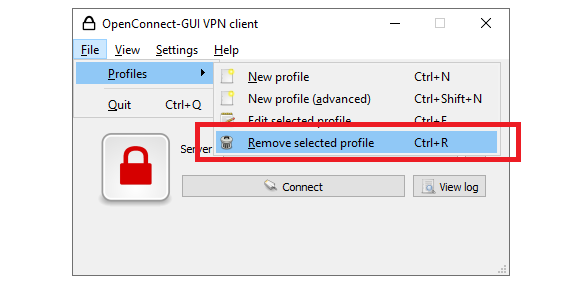 OpenConnect-GUI VPN client
File View Settings Help
Profiles
New profile Ctrl+N
New profile (advanced) Ctrl+Shift+N
Quit Ctrl+Q
Edit selected profile Ctrl+E
Remove selected profile Ctrl+R
Server
Connect View log